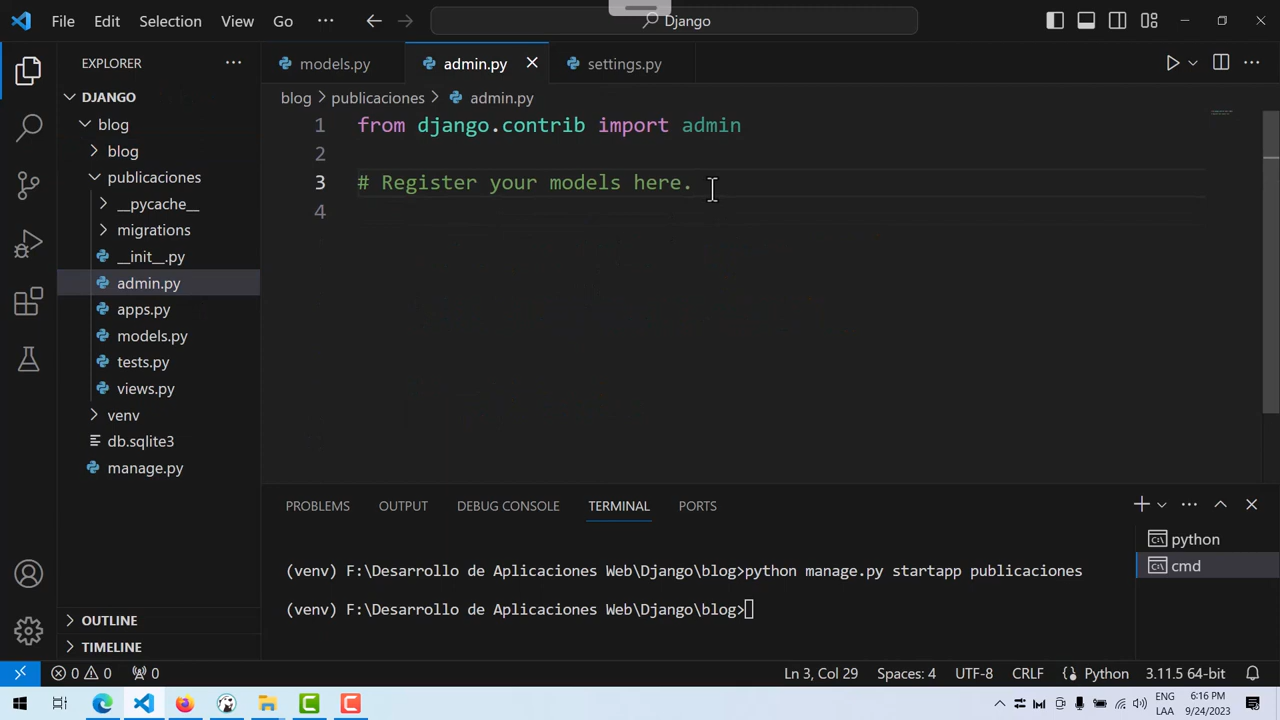 File Edit Selection View Go ··· Django
EXPLORER ···
DJANGO
blog
blog
publicaciones
__pycache__
migrations
__init__.py
admin.py
apps.py
models.py
tests.py
views.py
venv
db.sqlite3
manage.py
OUTLINE
TIMELINE
models.py admin.py settings.py
blog > publicaciones > admin.py
1 from django.contrib import admin
2
3 # Register your models here.
4
PROBLEMS OUTPUT DEBUG CONSOLE TERMINAL PORTS
(venv) F:\Desarrollo de Aplicaciones Web\Django\blog>python manage.py startapp publicaciones
(venv) F:\Desarrollo de Aplicaciones Web\Django\blog>
python
cmd
0 0 0 Ln 3, Col 29 Spaces: 4 UTF-8 CRLF Python 3.11.5 64-bit
ENG 6:16 PM
LAA 9/24/2023